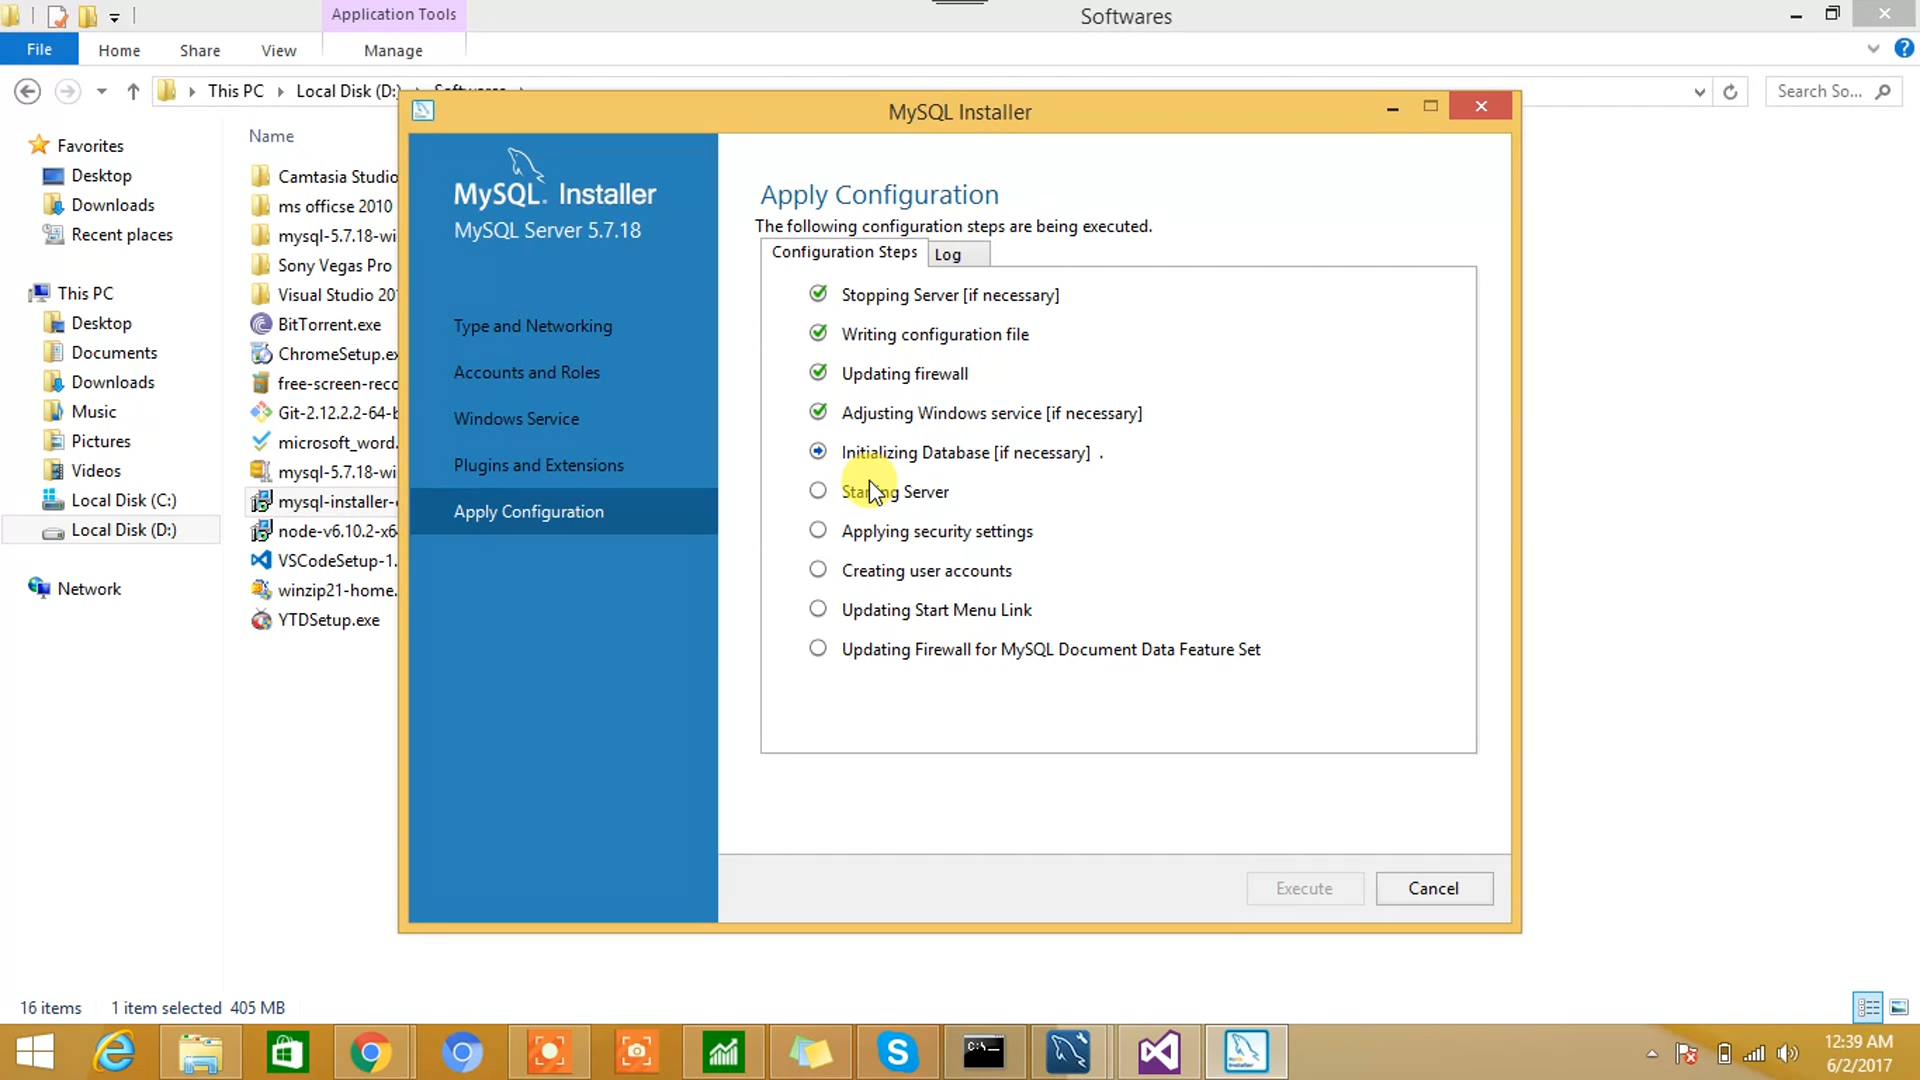 Application Tools
Softwares
File
Home
Share
View
Manage
This PC
Local Disk (D:)
Search So...
Name
Favorites
Desktop
Downloads
Recent places
This PC
Desktop
Documents
Downloads
Music
Pictures
Videos
Local Disk (C:)
Local Disk (D:)
Network
Camtasia Studio
ms officse 2010
mysql-5.7.18-wi
Sony Vegas Pro
Visual Studio 20
BitTorrent.exe
ChromeSetup.ex
free-screen-reco
Git-2.12.2.2-64-b
microsoft_word.
mysql-5.7.18-wi
mysql-installer-
node-v6.10.2-x6
VSCodeSetup-1.
winzip21-home.
YTDSetup.exe
MySQL Installer
MySQL. Installer
MySQL Server 5.7.18
Type and Networking
Accounts and Roles
Windows Service
Plugins and Extensions
Apply Configuration
Apply Configuration
The following configuration steps are being executed.
Configuration Steps
Log
Stopping Server [if necessary]
Writing configuration file
Updating firewall
Adjusting Windows service [if necessary]
Initializing Database [if necessary] .
Starting Server
Applying security settings
Creating user accounts
Updating Start Menu Link
Updating Firewall for MySQL Document Data Feature Set
Execute
Cancel
16 items
1 item selected 405 MB
12:39 AM
6/2/2017